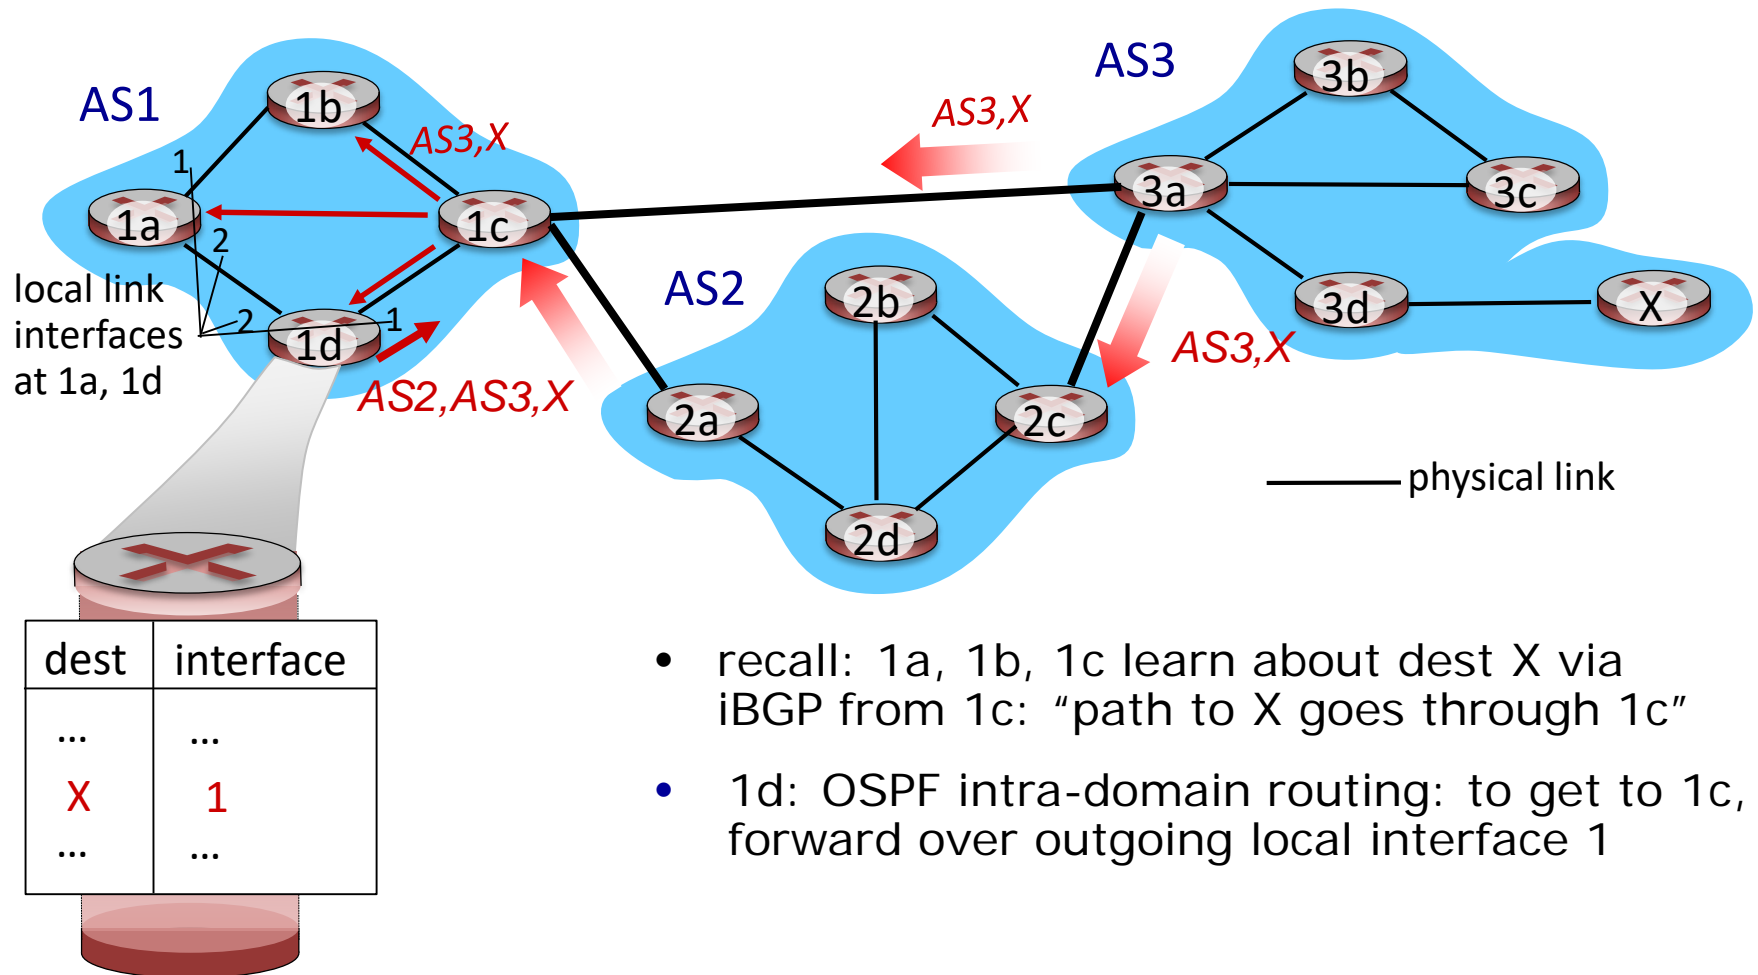 AS1
1b
AS3,X
1
1a
1c
2
local link
interfaces
at 1a, 1d
2
1
1d
AS2,AS3,X
AS3,X
AS3
3b
3a
3c
3d
X
AS3,X
AS2
2b
2a
2c
2d
physical link
dest interface
... ...
X 1
... ...
• recall: 1a, 1b, 1c learn about dest X via
iBGP from 1c: “path to X goes through 1c”
• 1d: OSPF intra-domain routing: to get to 1c,
forward over outgoing local interface 1